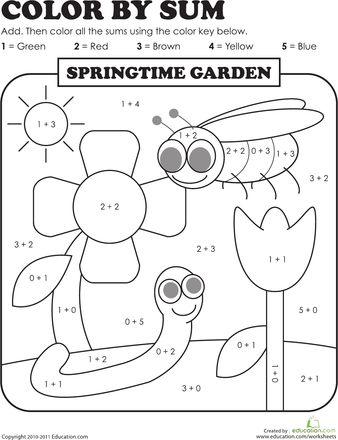 COLOR BY SUM
Add. Then color all the sums using the color key below.
1 = Green 2 = Red 3 = Brown 4 = Yellow 5 = Blue
SPRINGTIME GARDEN
1 + 4
1 + 3
1 + 2
2 + 2 0 + 3 1 + 3
3 + 2
2 + 2
3 + 2
2 + 3
1 + 1
0 + 1
1 + 0
0 + 5
5 + 0
1 + 2
0 + 2
1 + 1
3 + 0
1 + 0
2 + 1
Copyright 2010-2011 Education.com
Created by :
education.com
www.education.com/worksheets